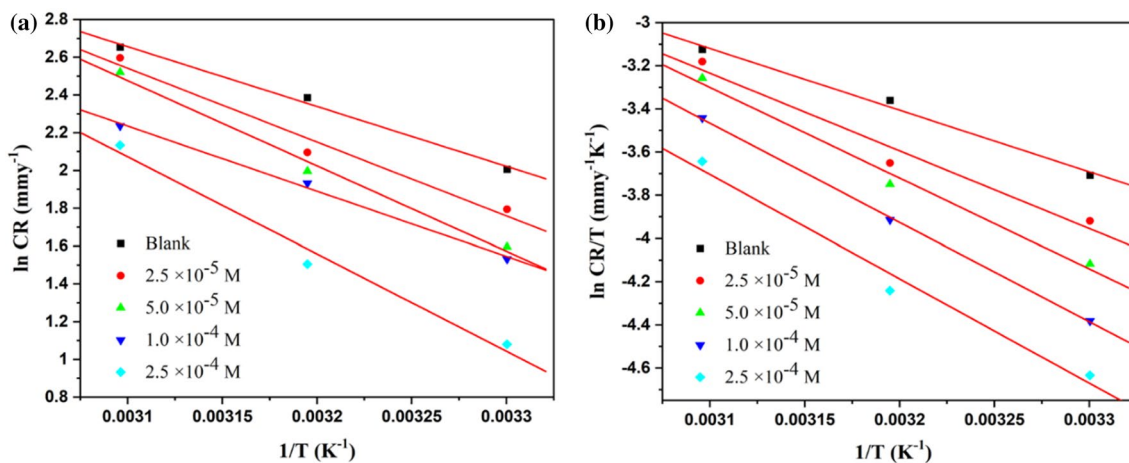 (a)
2.8
2.6
2.4
2.2
2.0
1.8
1.6
1.4
1.2
1
0.8
ln CR (mmy⁻¹)
Blank
2.5 ×10⁻⁵ M
5.0 ×10⁻⁵ M
1.0 ×10⁻⁴ M
2.5 ×10⁻⁴ M
0.0031 0.00315 0.0032 0.00325 0.0033
1/T (K⁻¹)
(b)
-3
-3.2
-3.4
-3.6
-3.8
-4
-4.2
-4.4
-4.6
ln CR/T (mmy⁻¹K⁻¹)
Blank
2.5 ×10⁻⁵ M
5.0 ×10⁻⁵ M
1.0 ×10⁻⁴ M
2.5 ×10⁻⁴ M
0.0031 0.00315 0.0032 0.00325 0.0033
1/T (K⁻¹)